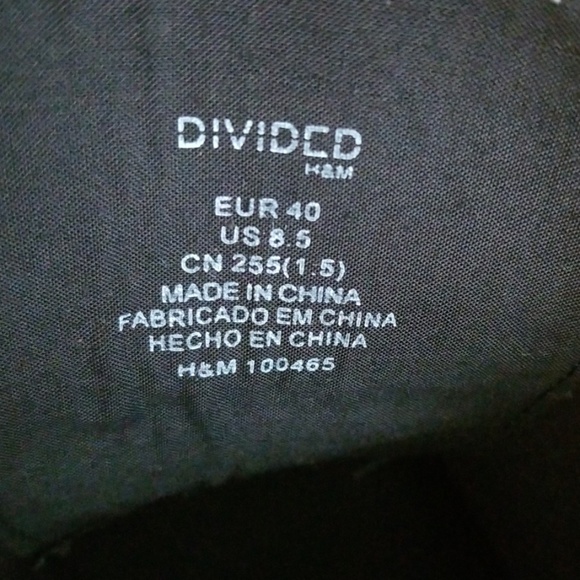 DIVIDED
H&M
EUR 40
US 8.5
CN 255(1.5)
MADE IN CHINA
FABRICADO EM CHINA
HECHO EN CHINA
H&M 100465